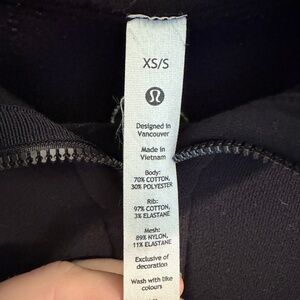 XS/S
Designed in
Vancouver
Made in
Vietnam
Body:
70% COTTON,
30% POLYESTER
Rib:
97% COTTON,
3% ELASTANE
Mesh:
89% NYLON,
11% ELASTANE
Exclusive of
decoration
Wash with like
colours